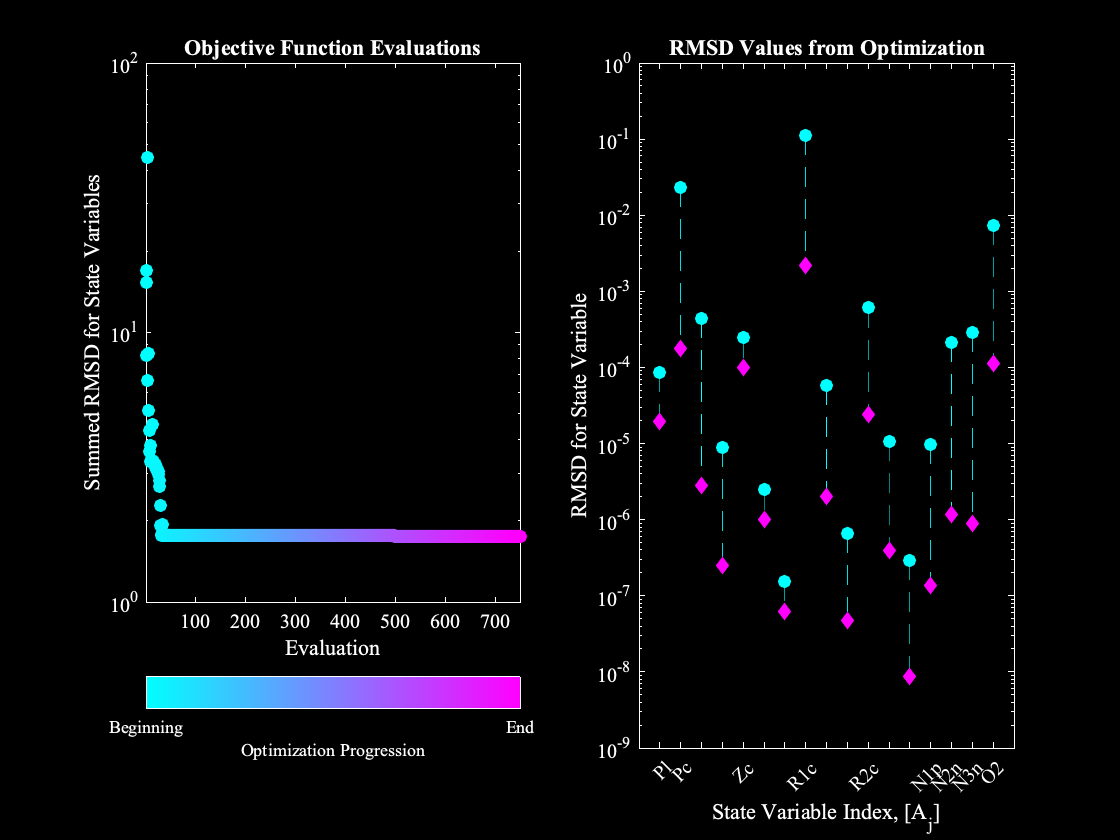 Objective Function Evaluations
10^2
10^1
10^0
Summed RMSD for State Variables
100 200 300 400 500 600 700
Evaluation
Beginning End
Optimization Progression
RMSD Values from Optimization
10^0
10^-1
10^-2
10^-3
10^-4
10^-5
10^-6
10^-7
10^-8
10^-9
RMSD for State Variable
P1 Pc Zc R1c R2c N1p N2n N3n O2
State Variable Index, [A_j]